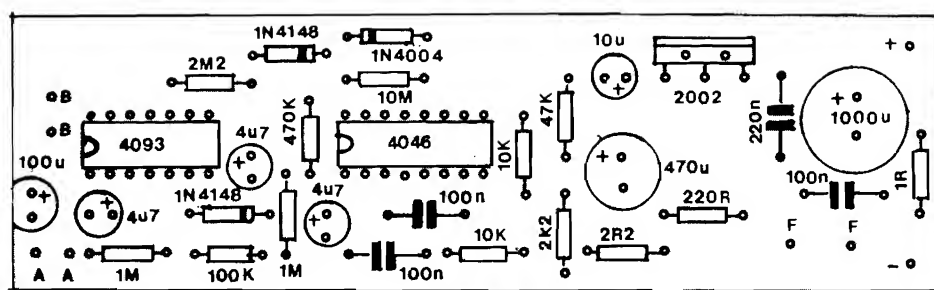 1N4148
1N4004
10u
+
+
2M2
10M
2002
B
B
4093
4u7
470K
4046
10K
47K
220n
+
1000u
100u
+
+
470u
1R
1N4148
4u7
100n
100n
+
4u7
+
+
220R
2K2
F
F
10K
2R2
A
A
1M
100K
1M
100n
-